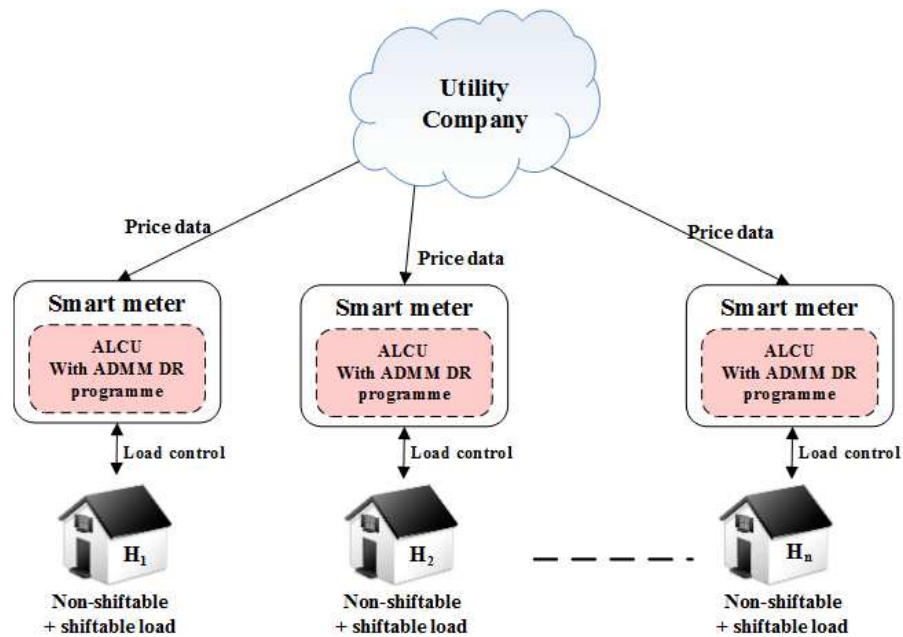 Utility
Company
Price data
Price data
Price data
Smart meter
ALCU
With ADMM DR
programme
Smart meter
ALCU
With ADMM DR
programme
Smart meter
ALCU
With ADMM DR
programme
Load control
Load control
Load control
H₁
H₂
Hₙ
Non-shiftable
+ shiftable load
Non-shiftable
+ shiftable load
Non-shiftable
+ shiftable load